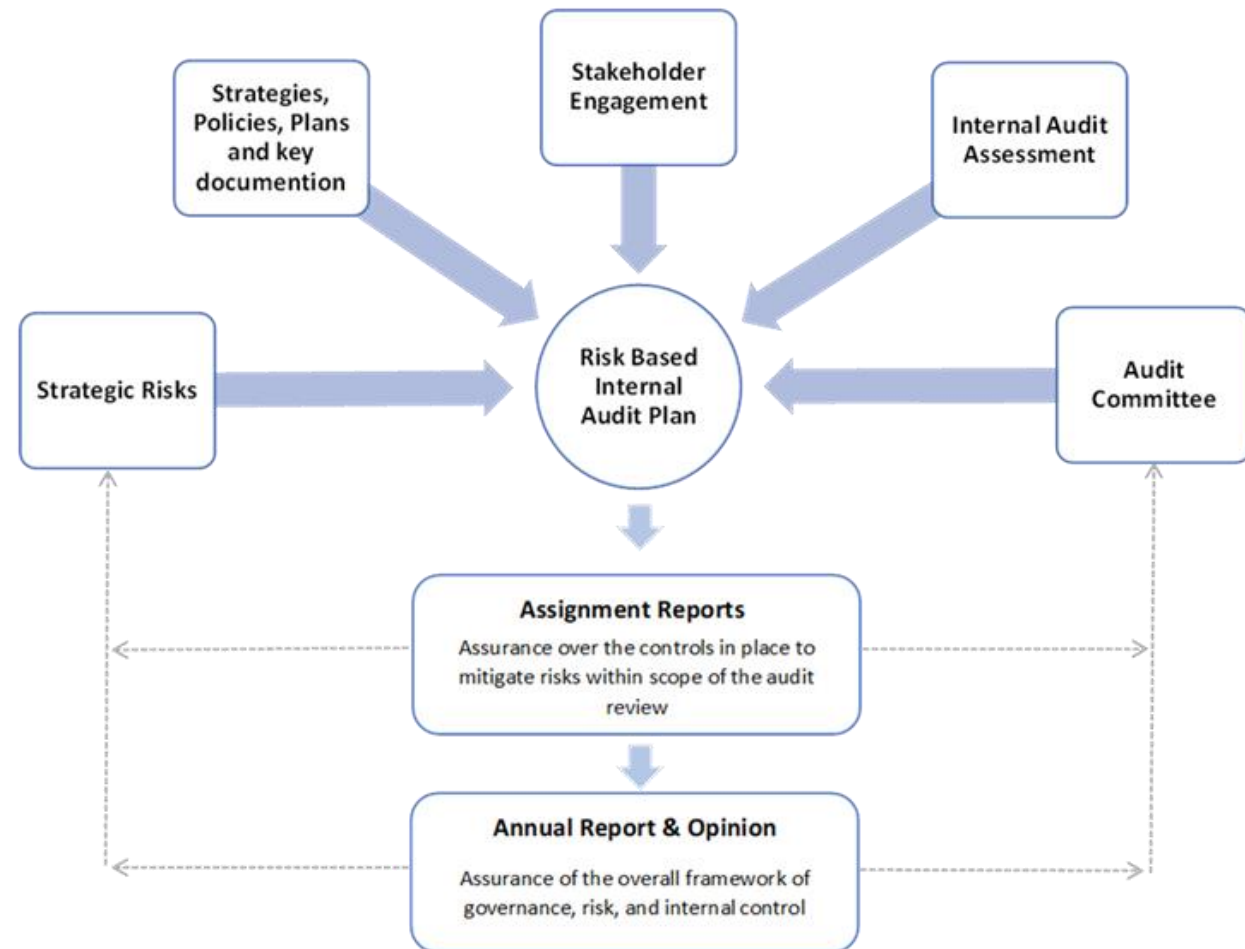 Stakeholder
Engagement
Strategies,
Policies, Plans
and key
documention
Internal Audit
Assessment
Strategic Risks
Risk Based
Internal
Audit Plan
Audit
Committee
Assignment Reports
Assurance over the controls in place to
mitigate risks within scope of the audit
review
Annual Report & Opinion
Assurance of the overall framework of
governance, risk, and internal control